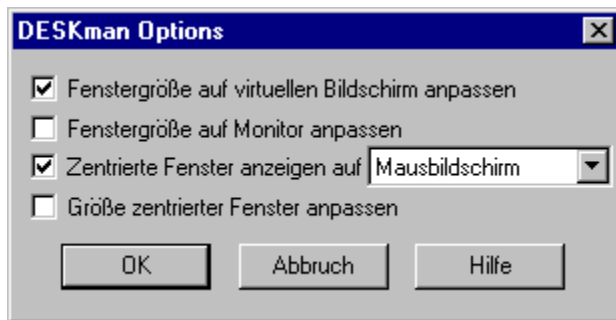 DESKman Options
Fenstergröße auf virtuellen Bildschirm anpassen
Fenstergröße auf Monitor anpassen
Zentrierte Fenster anzeigen auf Mausbildschirm
Größe zentrierter Fenster anpassen
OK Abbruch Hilfe